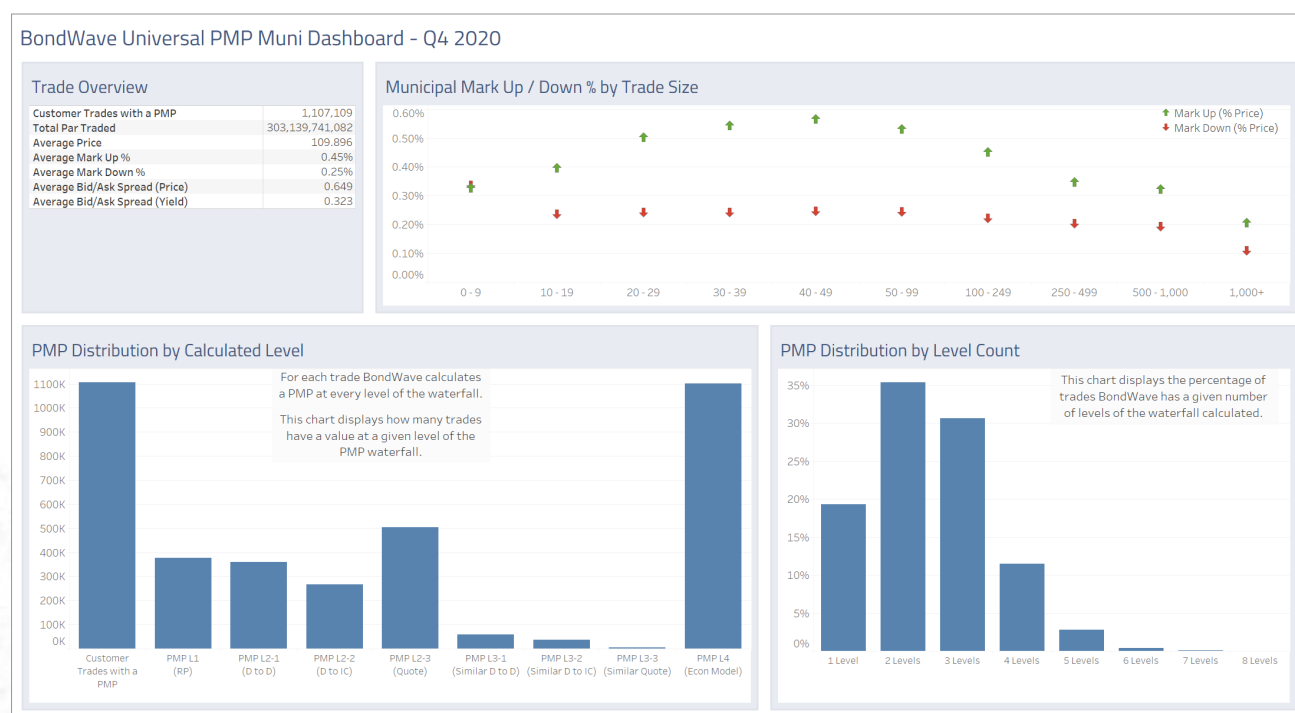 BondWave Universal PMP Muni Dashboard - Q4 2020
Trade Overview
Customer Trades with a PMP 1,107,109
Total Par Traded 303,139,741,082
Average Price 109.896
Average Mark Up % 0.45%
Average Mark Down % 0.25%
Average Bid/Ask Spread (Price) 0.649
Average Bid/Ask Spread (Yield) 0.323
Municipal Mark Up / Down % by Trade Size
Mark Up (% Price)
Mark Down (% Price)
0.60%
0.50%
0.40%
0.30%
0.20%
0.10%
0.00%
0 - 9 10 - 19 20 - 29 30 - 39 40 - 49 50 - 99 100 - 249 250 - 499 500 - 1,000 1,000+
PMP Distribution by Calculated Level
For each trade BondWave calculates
a PMP at every level of the waterfall.
This chart displays how many trades
have a value at a given level of the
PMP waterfall.
1100K
1000K
900K
800K
700K
600K
500K
400K
300K
200K
100K
0K
Customer
Trades with a
PMP
PMP L1
(RP)
PMP L2-1
(D to D)
PMP L2-2
(D to IC)
PMP L2-3
(Quote)
PMP L3-1
(Similar D to D)
PMP L3-2
(Similar D to IC)
PMP L3-3
(Similar Quote)
PMP L4
(Econ Model)
PMP Distribution by Level Count
This chart displays the percentage of
trades BondWave has a given number
of levels of the waterfall calculated.
35%
30%
25%
20%
15%
10%
5%
0%
1 Level 2 Levels 3 Levels 4 Levels 5 Levels 6 Levels 7 Levels 8 Levels